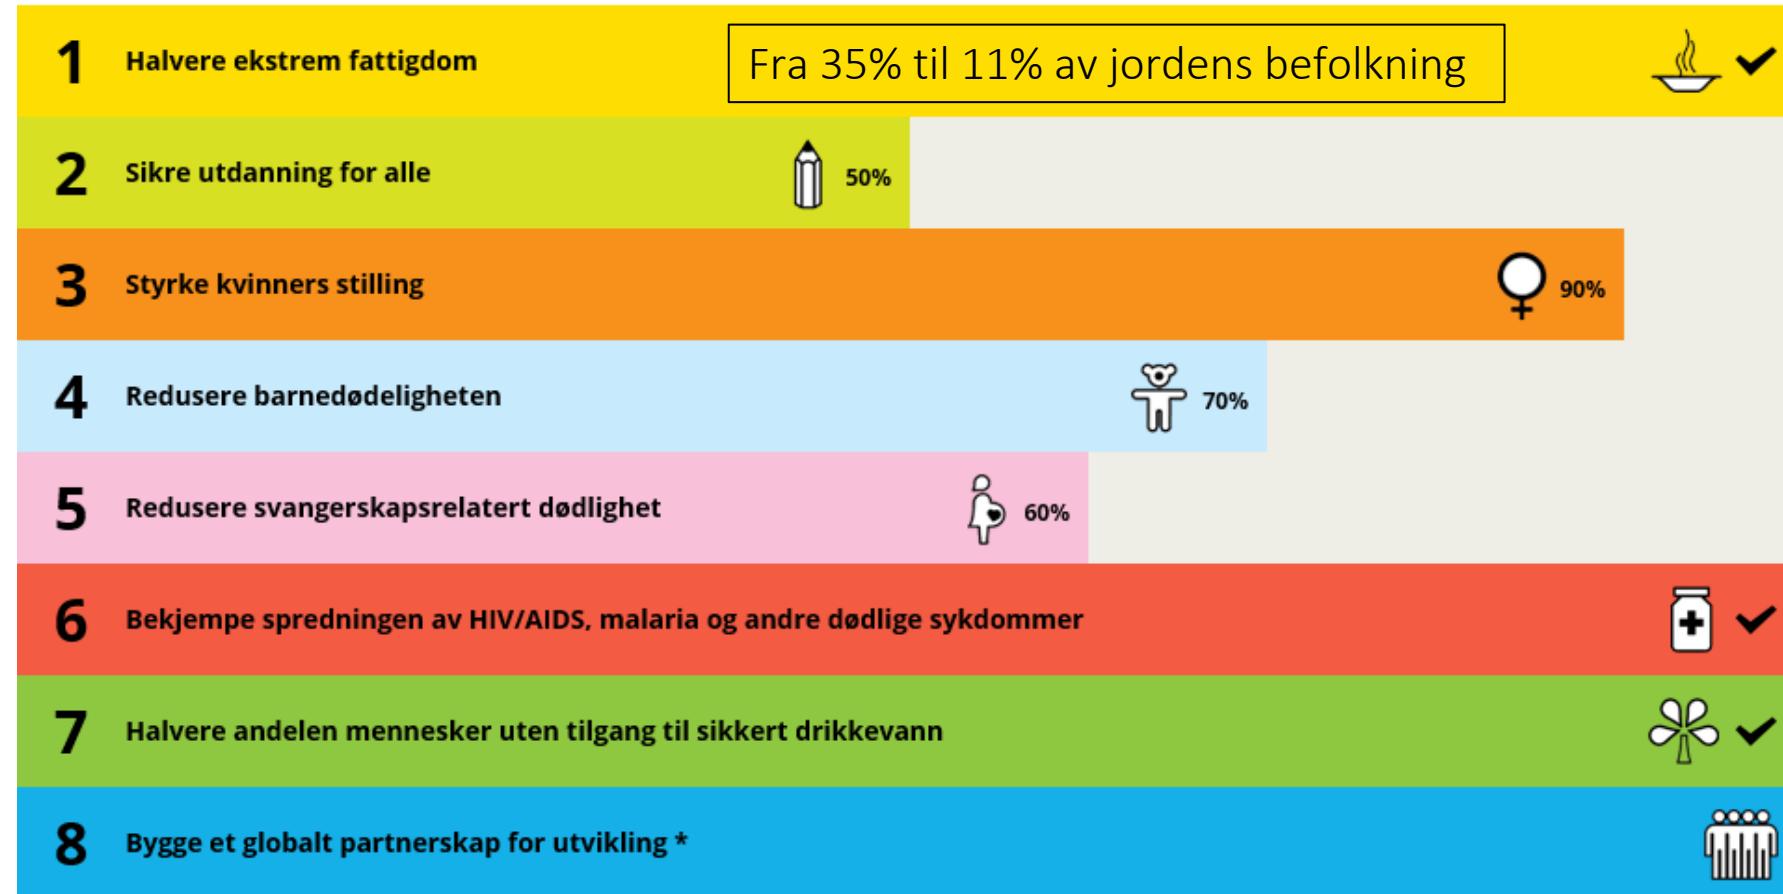 1 Halvere ekstrem fattigdom Fra 35% til 11% av jordens befolkning
2 Sikre utdanning for alle 50%
3 Styrke kvinners stilling 90%
4 Redusere barnedødeligheten 70%
5 Redusere svangerskapsrelatert dødlighet 60%
6 Bekjempe spredningen av HIV/AIDS, malaria og andre dødlige sykdommer
7 Halvere andelen mennesker uten tilgang til sikkert drikkevann
8 Bygge et globalt partnerskap for utvikling *